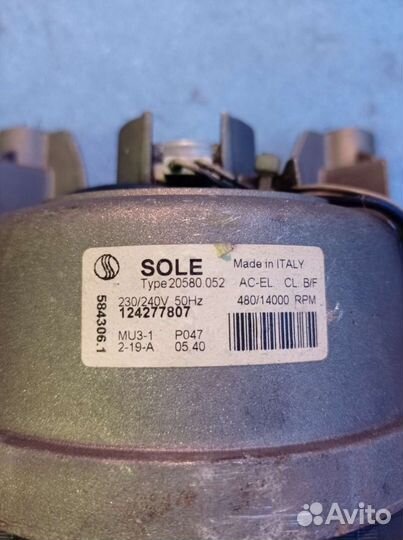 SOLE
Made in ITALY
Type 20580.052 AC-EL CL. B/F
230/240V 50Hz 480/14000 RPM
124277807
MU3-1 P047
2-19-A 05.40
584306.1
Avito